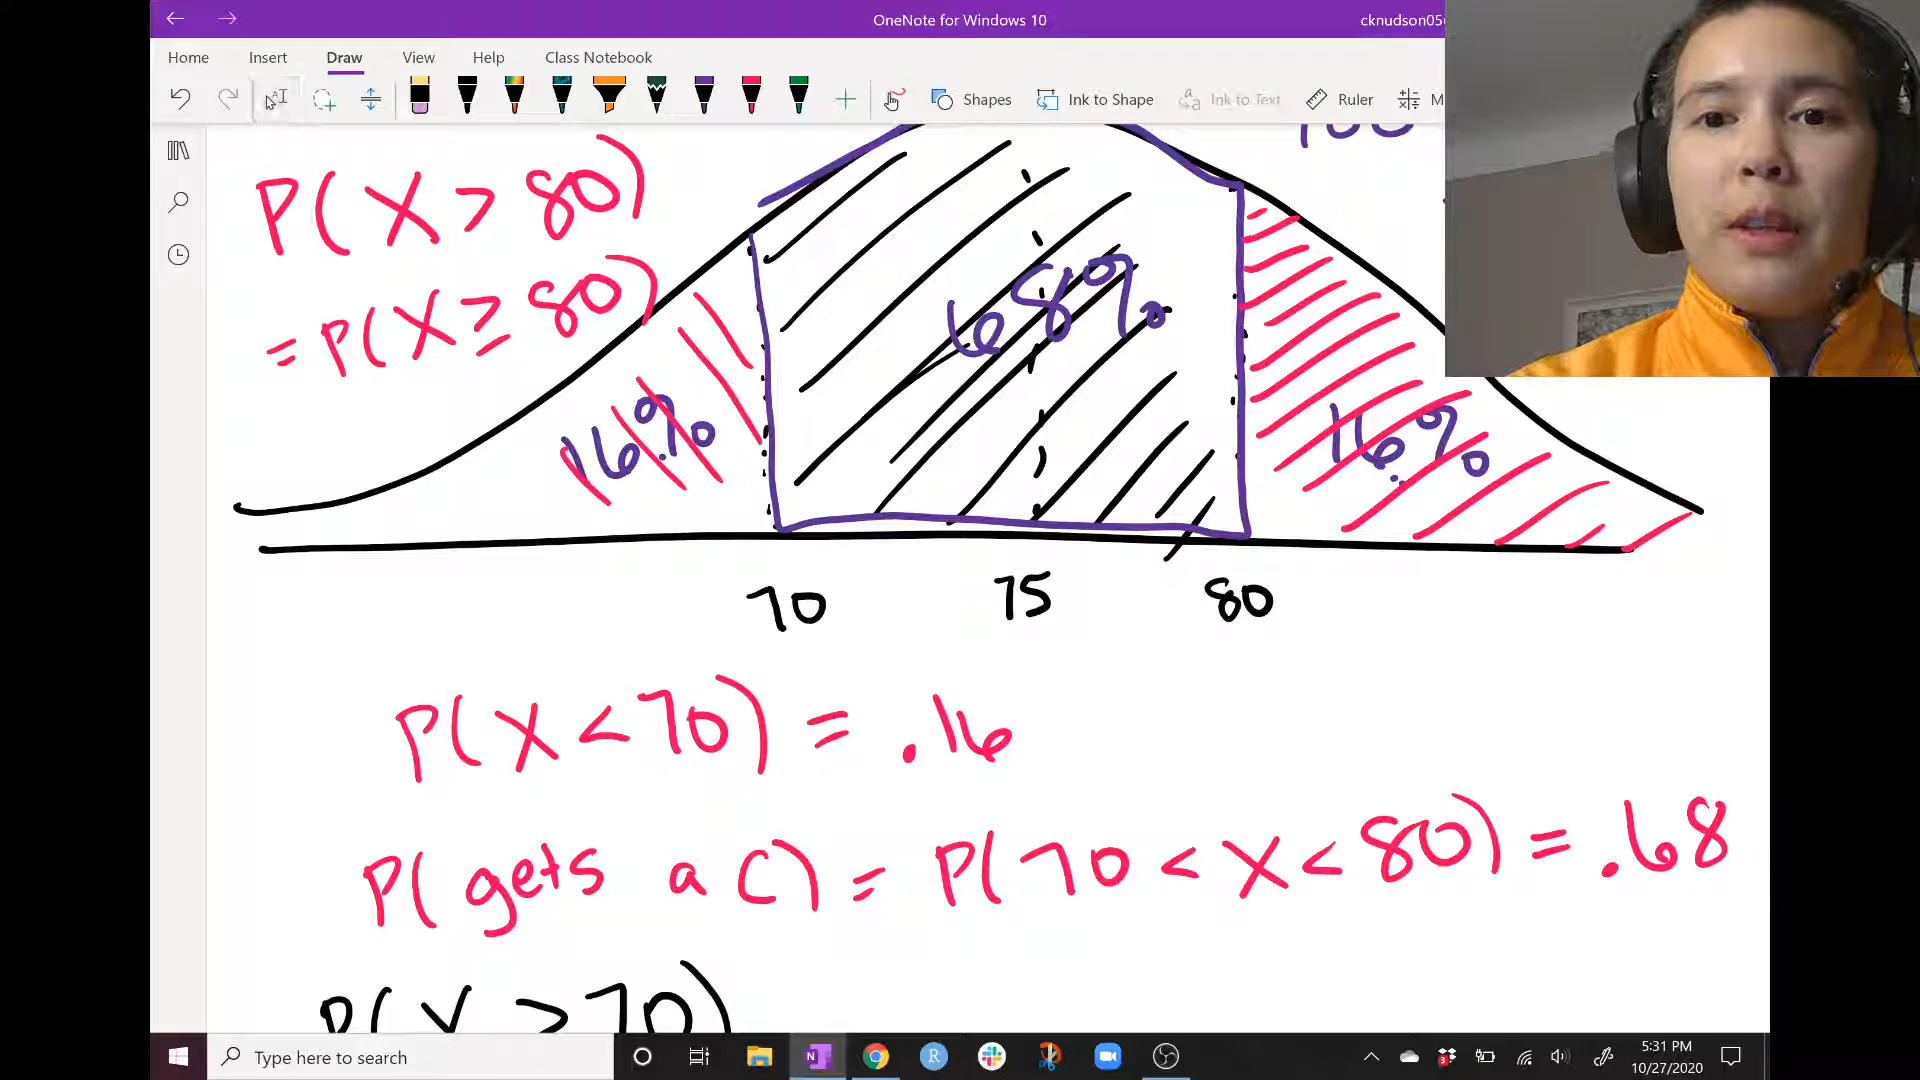 OneNote for Windows 10
Home Insert Draw View Help Class Notebook
Shapes Ink to Shape Ink to Text Ruler M
P(X > 80)
= P(X ≥ 80)
68%
16%
16%
70 75 80
P(X < 70) = .16
P(gets a C) = P(70 < X < 80) = .68
P(X > 70)
Type here to search
5:31 PM
10/27/2020